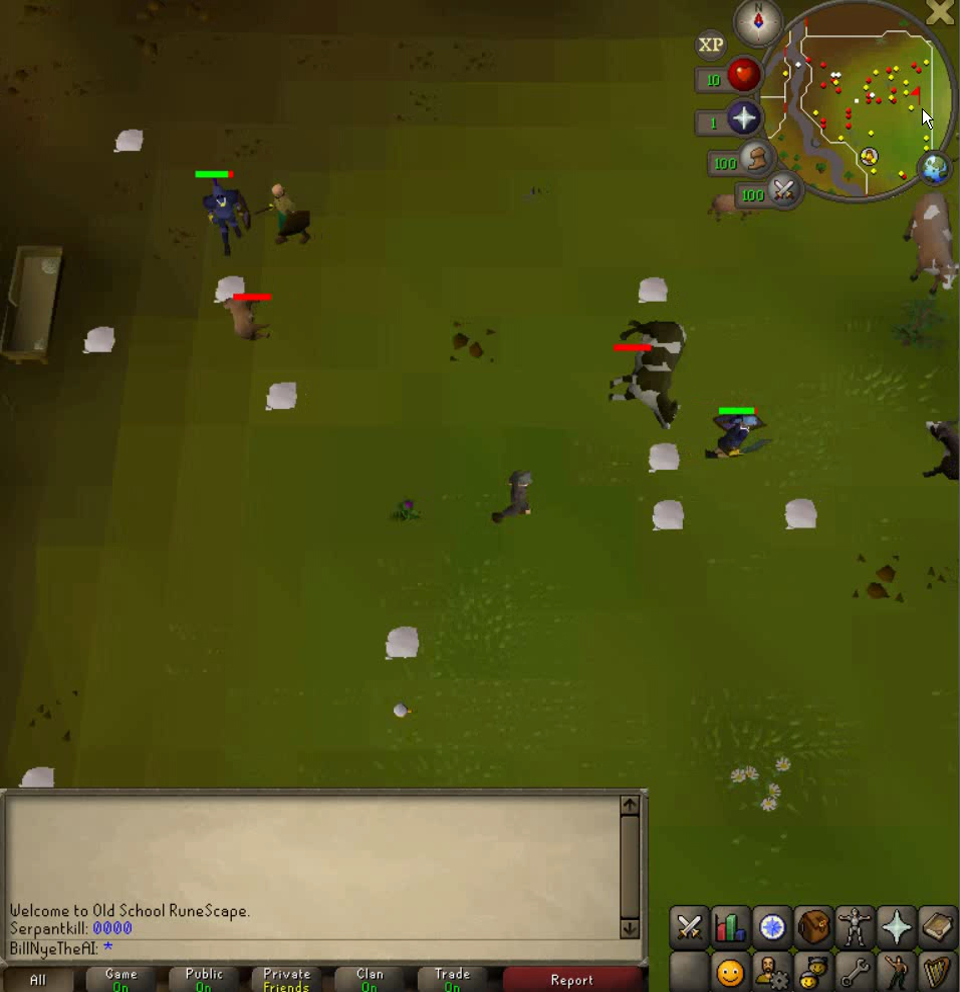 N
XP
10
1
100
100
Welcome to Old School RuneScape.
Serpantkill: 0000
BillNyeTheAI: *
All
Game
On
Public
On
Private
Friends
Clan
On
Trade
On
Report